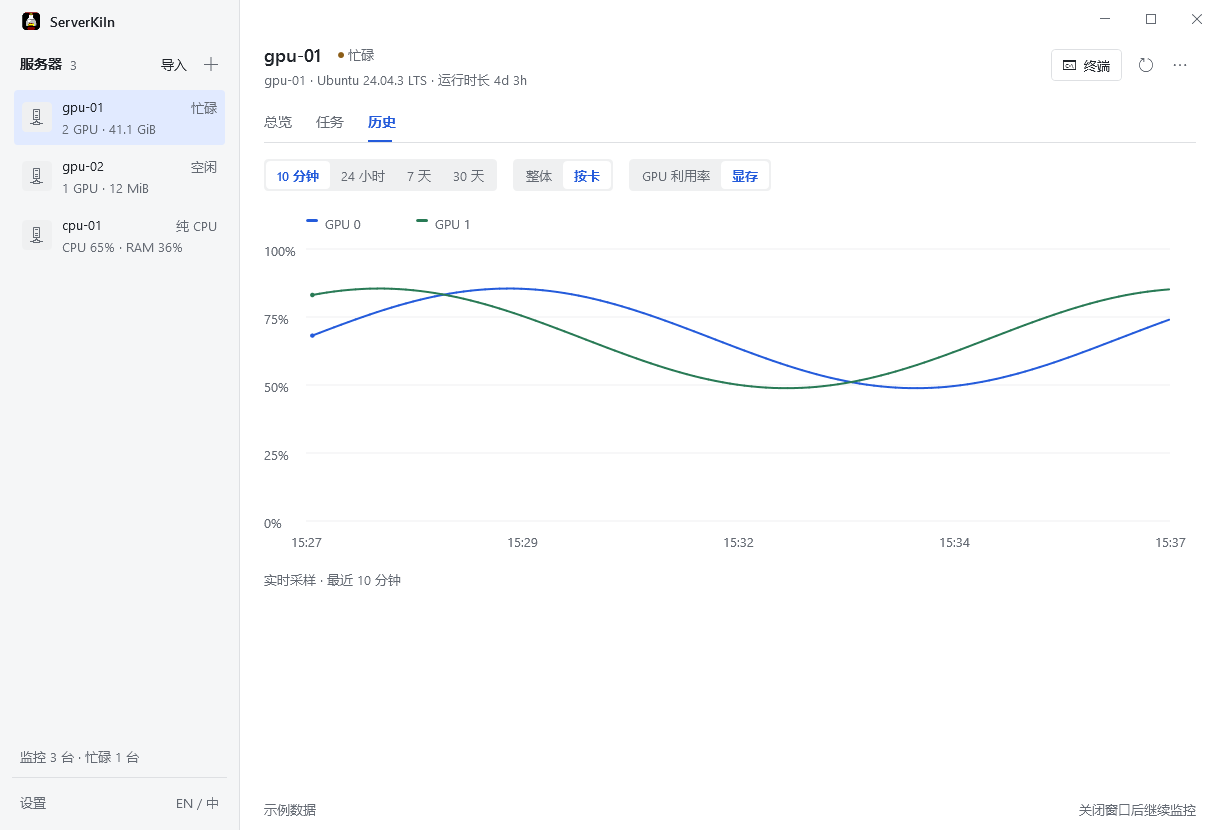 ServerKiln
服务器 3 导入
gpu-01 忙碌
2 GPU · 41.1 GiB
gpu-02 空闲
1 GPU · 12 MiB
cpu-01 纯 CPU
CPU 65% · RAM 36%
监控 3 台 · 忙碌 1 台
设置 EN / 中
gpu-01 忙碌
gpu-01 · Ubuntu 24.04.3 LTS · 运行时长 4d 3h
终端
总览 任务 历史
10 分钟 24 小时 7 天 30 天 整体 按卡 GPU 利用率 显存
GPU 0 GPU 1
100%
75%
50%
25%
0%
15:27 15:29 15:32 15:34 15:37
实时采样 · 最近 10 分钟
示例数据 关闭窗口后继续监控